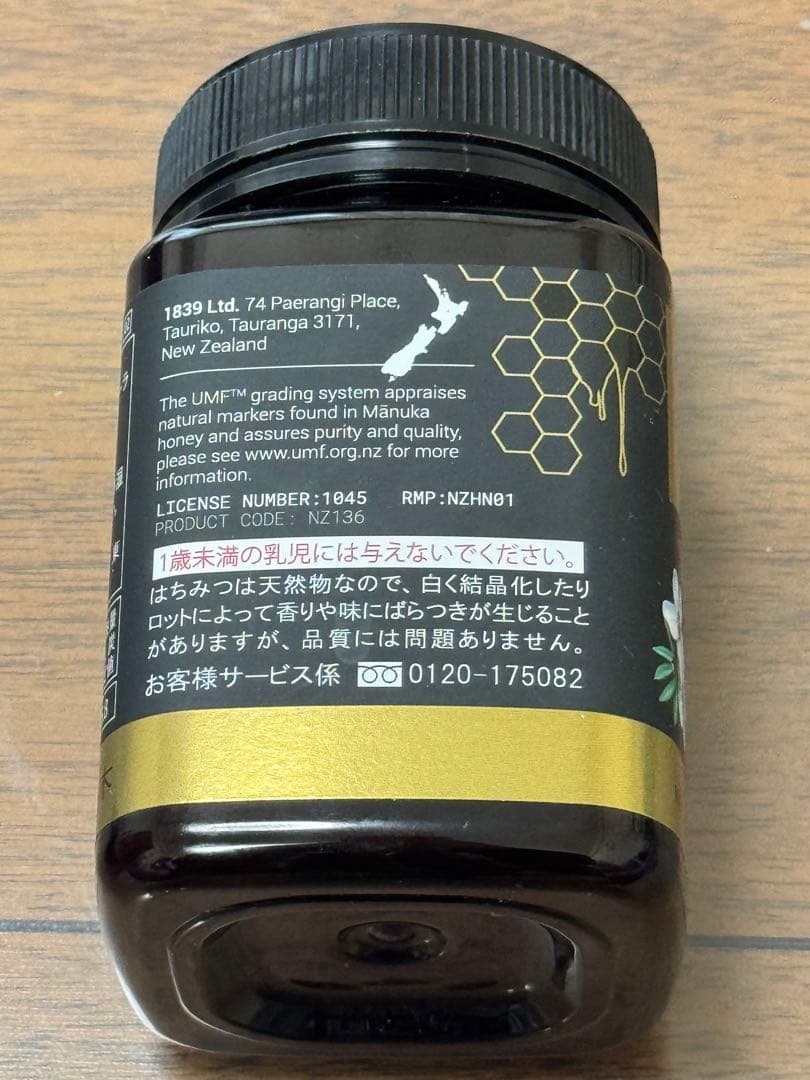 1839 Ltd. 74 Paerangi Place,
Tauriko, Tauranga 3171,
New Zealand
The UMF™ grading system appraises
natural markers found in Mānuka
honey and assures purity and quality,
please see www.umf.org.nz for more
information.
LICENSE NUMBER:1045 RMP:NZHN01
PRODUCT CODE: NZ136
1歳未満の乳児には与えないでください。
はちみつは天然物なので、白く結晶化したり
ロットによって香りや味にばらつきが生じること
がありますが、品質には問題ありません。
お客様サービス係 0120-175082